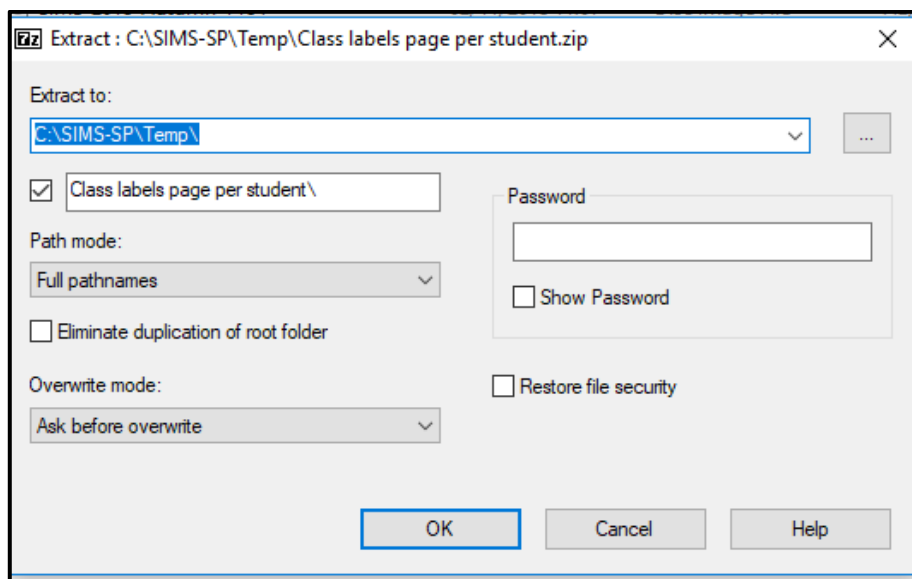 7z Extract : C:\SIMS-SP\Temp\Class labels page per student.zip
Extract to:
C:\SIMS-SP\Temp\
...
Class labels page per student\
Password
Path mode:
Full pathnames
Show Password
Eliminate duplication of root folder
Overwrite mode:
Restore file security
Ask before overwrite
OK
Cancel
Help